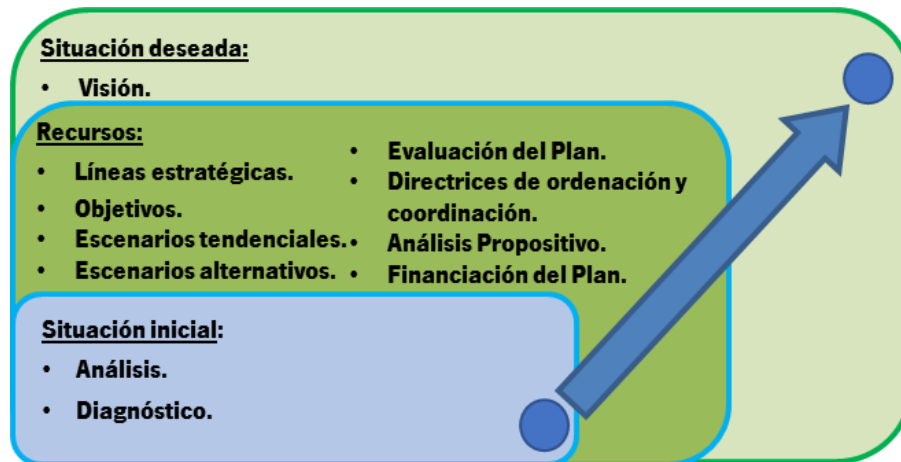 Situación deseada:
• Visión.
Recursos:
• Líneas estratégicas.
• Objetivos.
• Escenarios tendenciales.
• Escenarios alternativos.
• Evaluación del Plan.
• Directrices de ordenación y
coordinación.
• Análisis Propositivo.
• Financiación del Plan.
Situación inicial:
• Análisis.
• Diagnóstico.